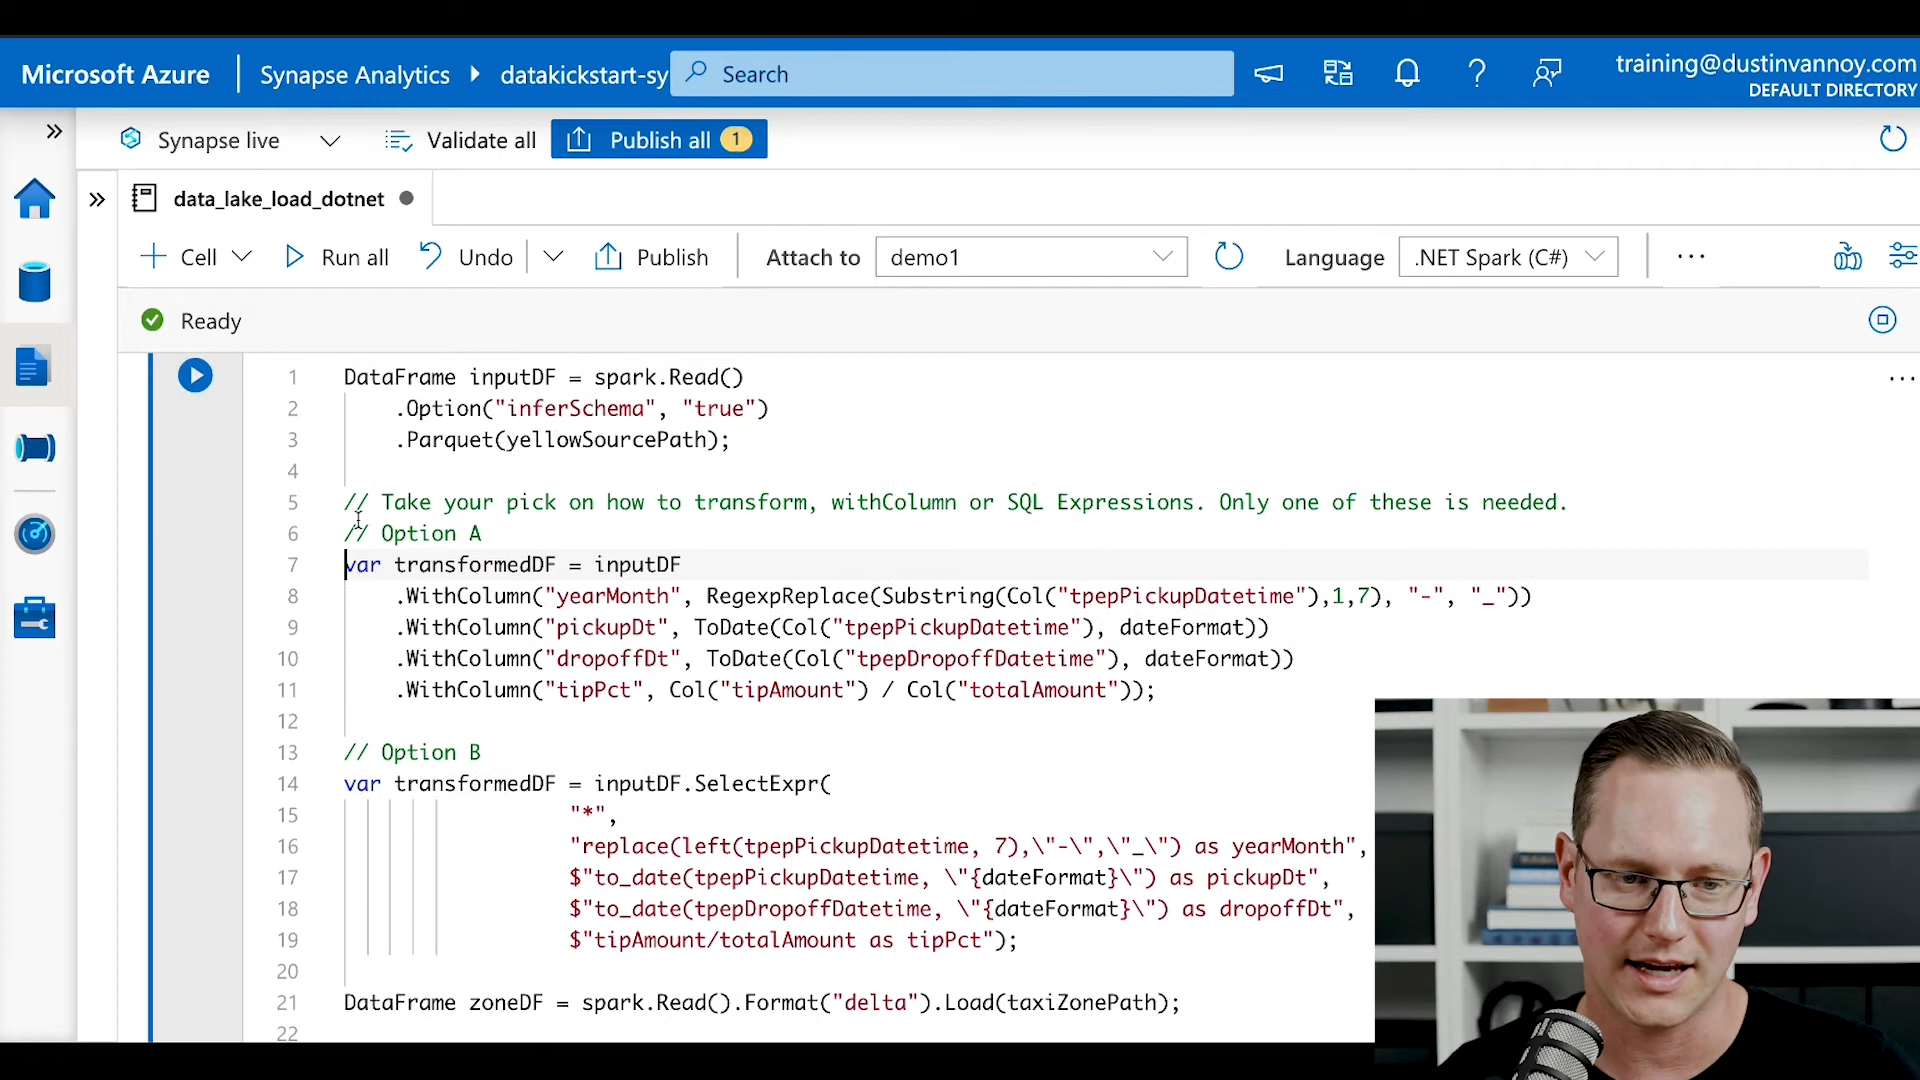 Microsoft Azure
Synapse Analytics
datakickstart-sy
Search
training@dustinvannoy.com
DEFAULT DIRECTORY
Synapse live
Validate all
Publish all 1
data_lake_load_dotnet
Cell
Run all
Undo
Publish
Attach to
demo1
Language
.NET Spark (C#)
Ready
1 DataFrame inputDF = spark.Read()
2 .Option("inferSchema", "true")
3 .Parquet(yellowSourcePath);
4
5 // Take your pick on how to transform, withColumn or SQL Expressions. Only one of these is needed.
6 // Option A
7 var transformedDF = inputDF
8 .WithColumn("yearMonth", RegexpReplace(Substring(Col("tpepPickupDatetime"),1,7), "-", "_"))
9 .WithColumn("pickupDt", ToDate(Col("tpepPickupDatetime"), dateFormat))
10 .WithColumn("dropoffDt", ToDate(Col("tpepDropoffDatetime"), dateFormat))
11 .WithColumn("tipPct", Col("tipAmount") / Col("totalAmount"));
12
13 // Option B
14 var transformedDF = inputDF.SelectExpr(
15 "*",
16 "replace(left(tpepPickupDatetime, 7),\"-\",\"_\") as yearMonth",
17 $"to_date(tpepPickupDatetime, \"{dateFormat}\") as pickupDt",
18 $"to_date(tpepDropoffDatetime, \"{dateFormat}\") as dropoffDt",
19 $"tipAmount/totalAmount as tipPct");
20
21 DataFrame zoneDF = spark.Read().Format("delta").Load(taxiZonePath);
22